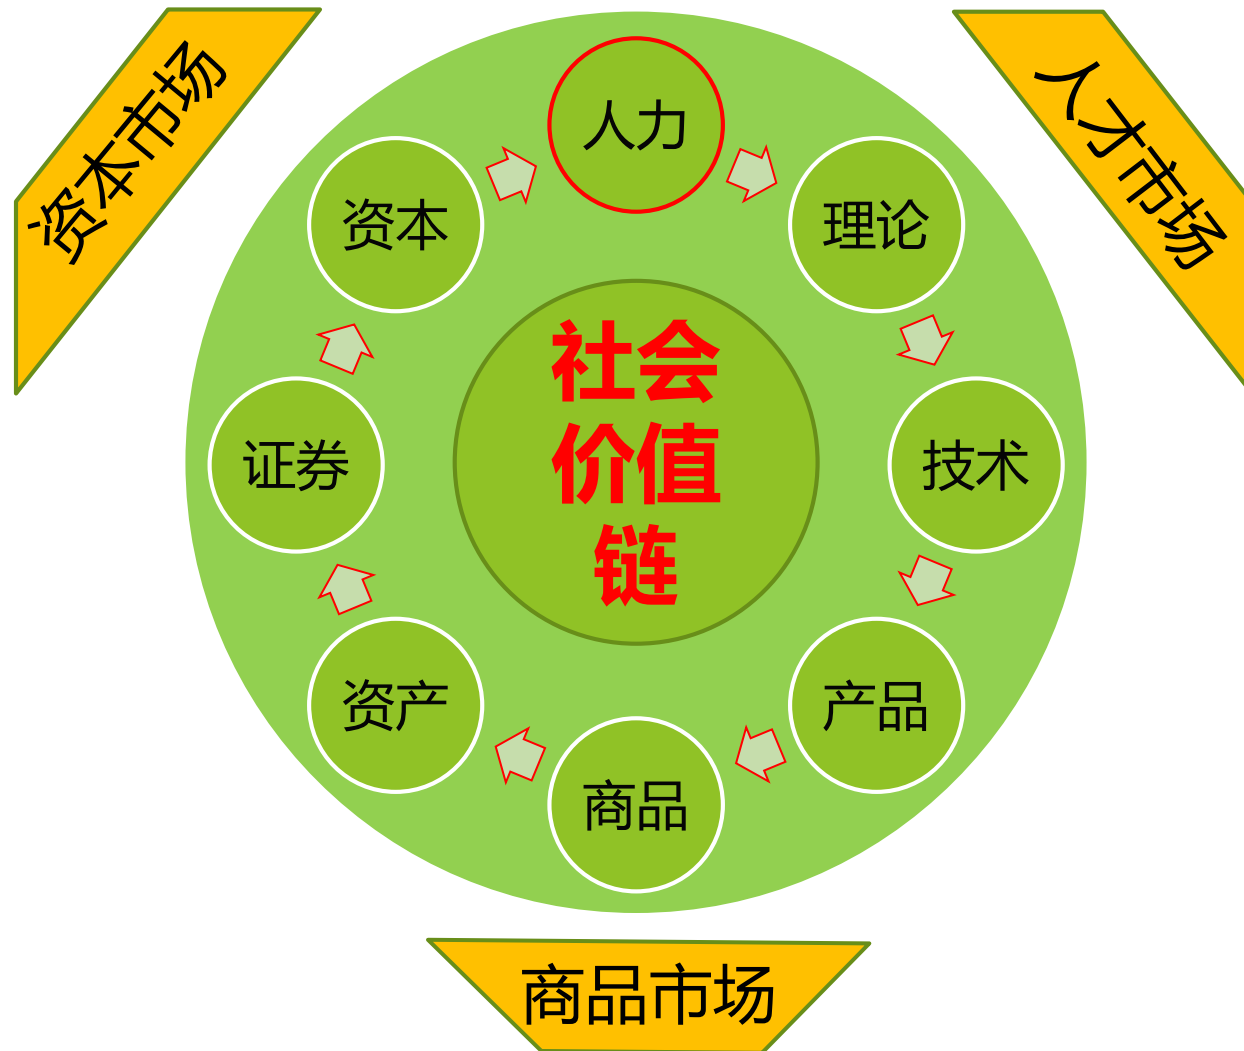 资本市场
人才市场
人力
资本
理论
社会
价值
链
证券
技术
资产
产品
商品
商品市场